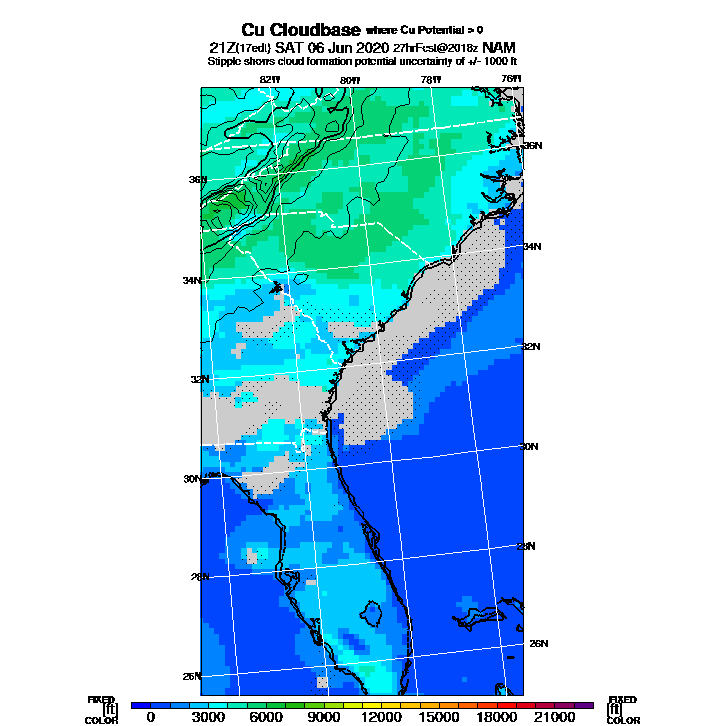 Cu Cloudbase where Cu Potential > 0
21Z(17edt) SAT 06 Jun 2020 27hrFcst@2018z NAM
Stipple shows cloud formation potential uncertainty of +/- 1000 ft
82W 80W 78W 76W
36N
36N
34N
34N
32N
32N
30N
30N
28N
28N
26N
26N
FIXED FIXED
[ft] [ft]
COLOR COLOR
0 3000 6000 9000 12000 15000 18000 21000